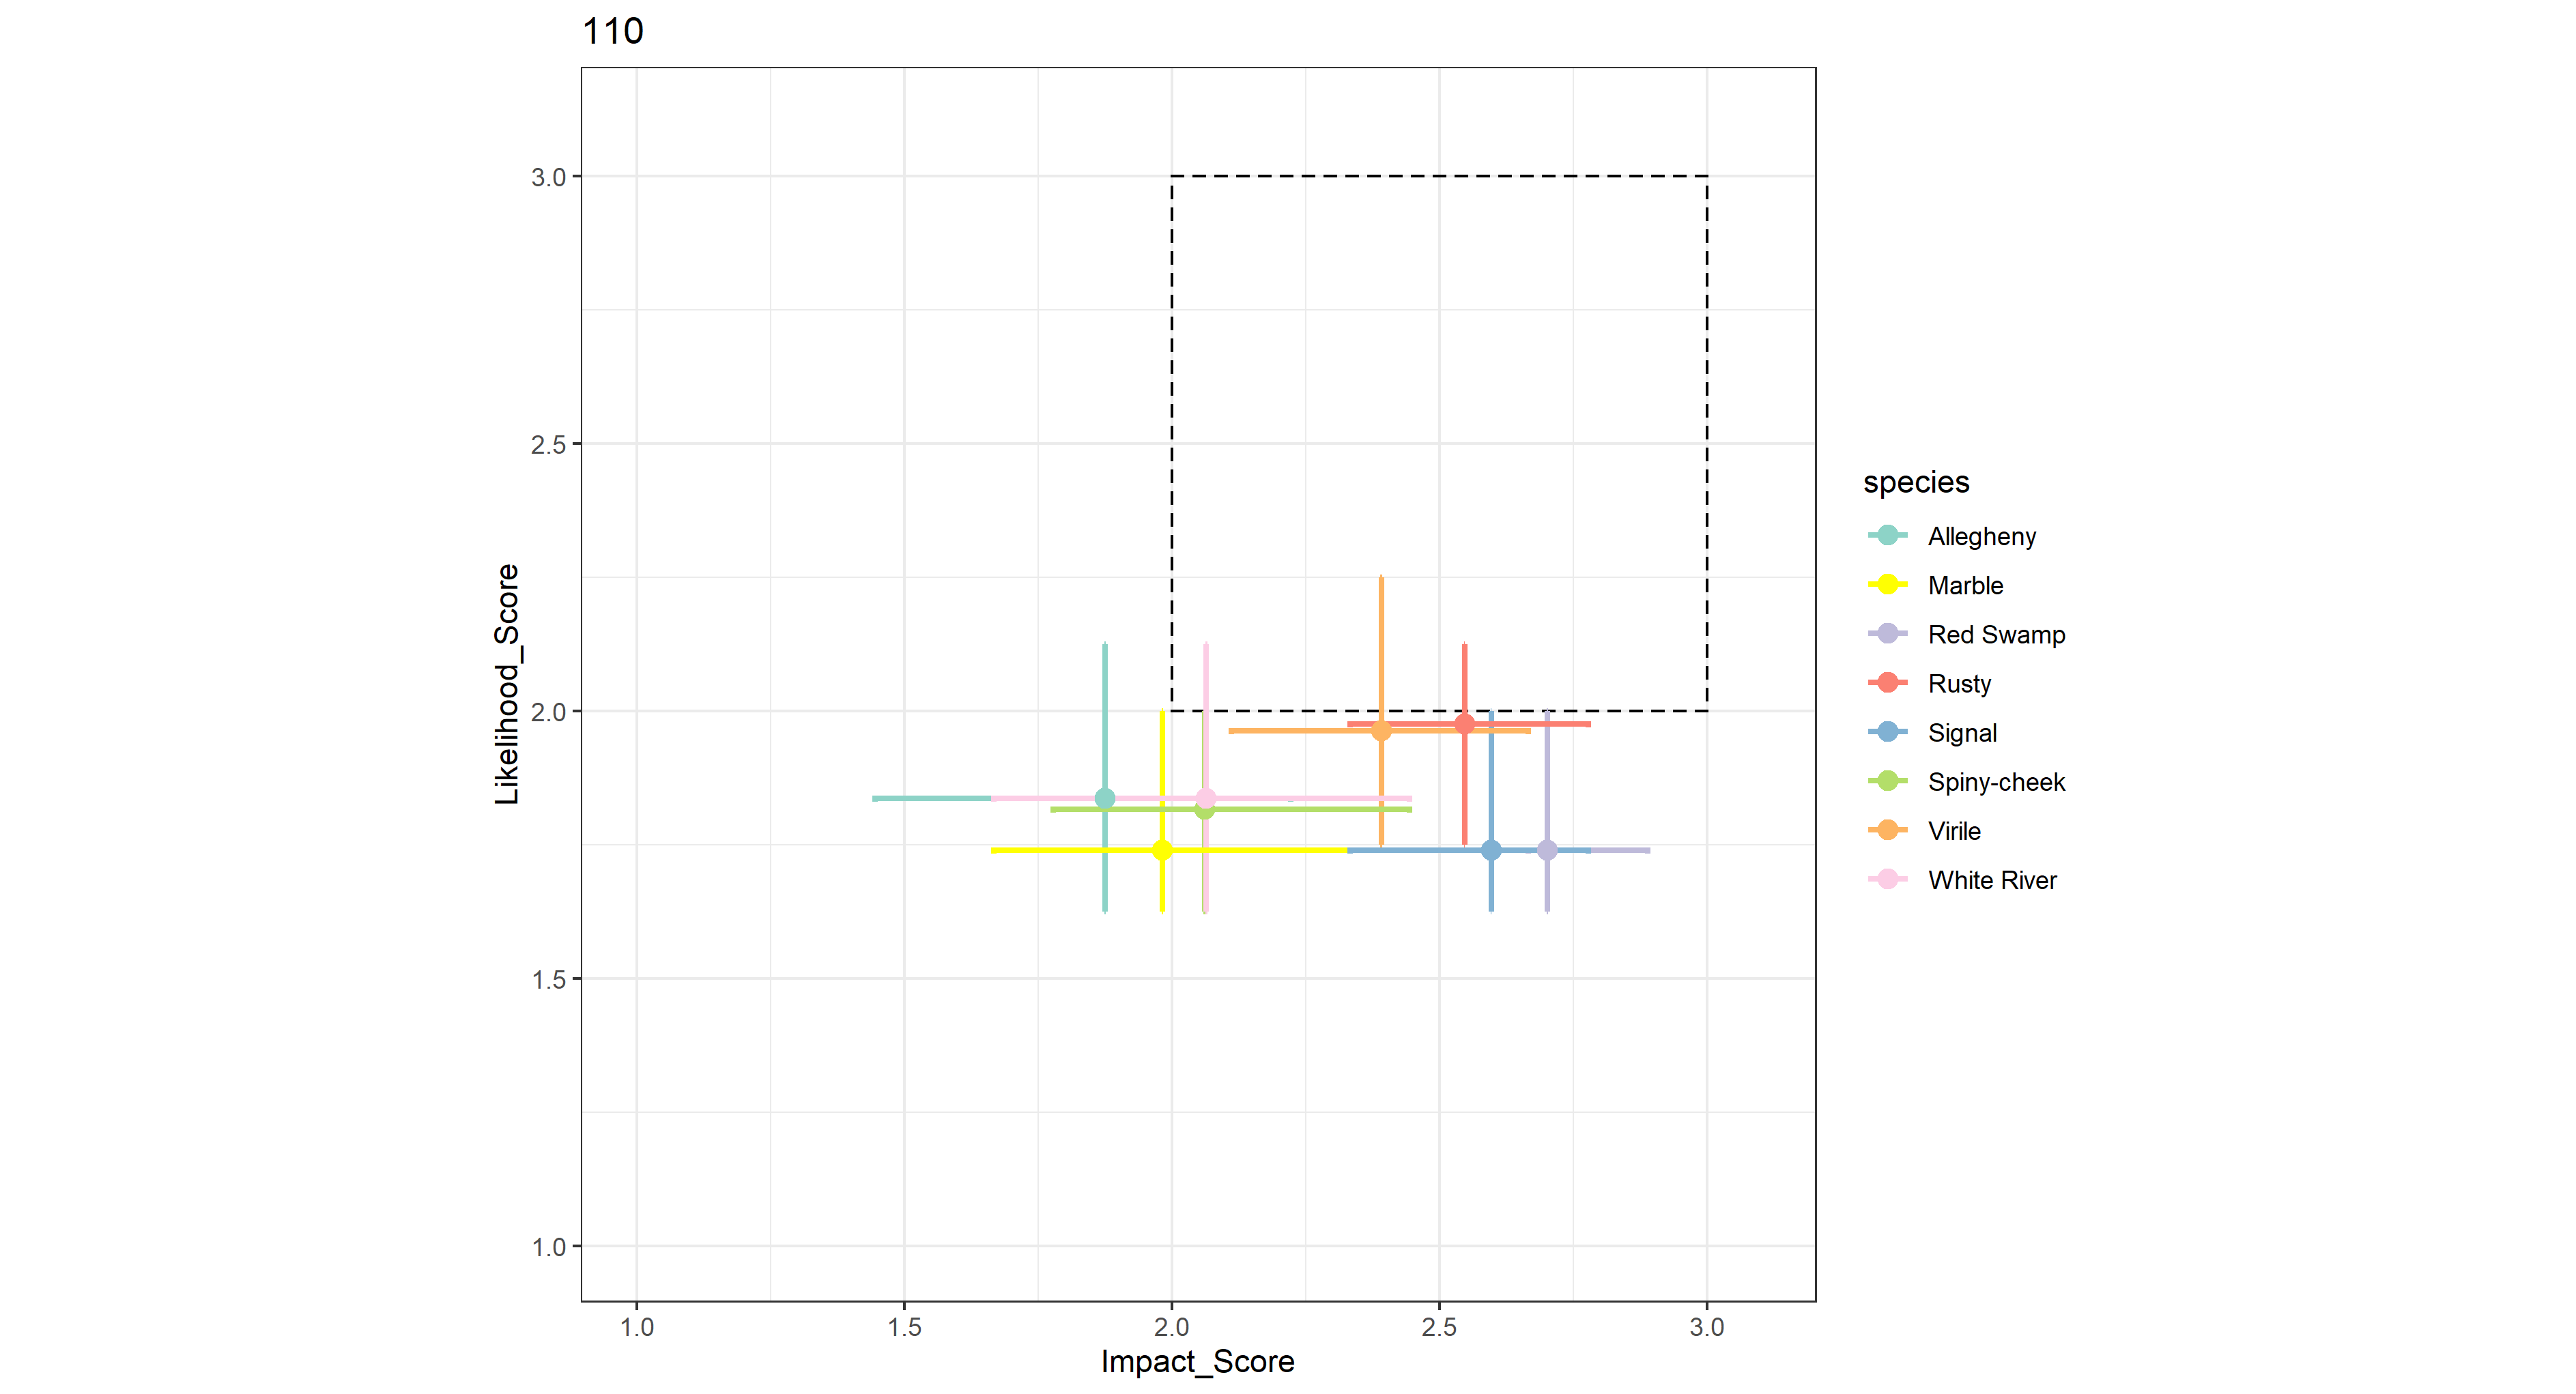 110
Likelihood_Score
3.0
2.5
2.0
1.5
1.0
1.0 1.5 2.0 2.5 3.0
Impact_Score
species
Allegheny
Marble
Red Swamp
Rusty
Signal
Spiny-cheek
Virile
White River